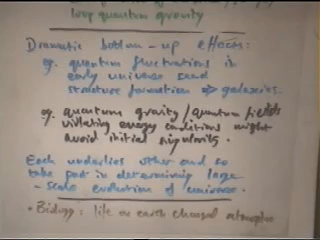 loop quantum gravity
Dramatic bottom-up effects:
eg. quantum fluctuations in
early universe seed
structure formation ⇒ galaxies.
eg. quantum gravity / quantum fields
violating energy conditions might
avoid initial singularity.
Each underlies other and so
take part in determining large
-scale evolution of universe.
• Biology: life on earth changed atmosphere